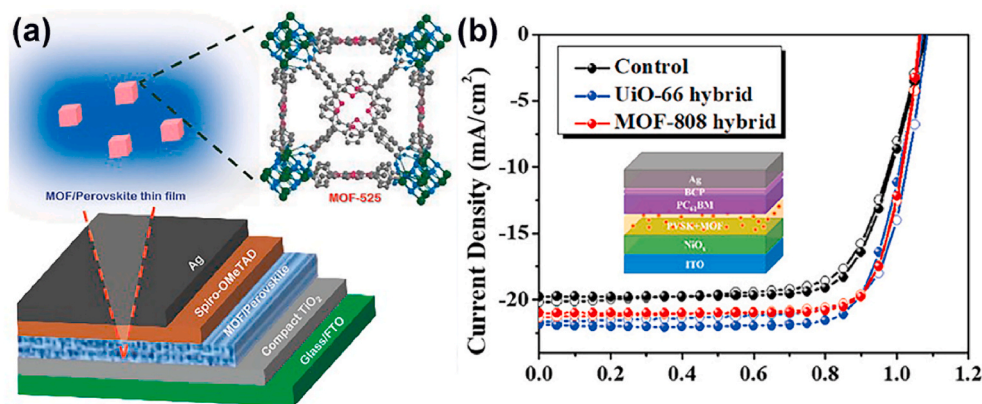 (a)
MOF-525
MOF/Perovskite thin film
Ag
Spiro-OMeTAD
MOF/Perovskite
Compact TiO₂
Glass/FTO
(b)
Current Density (mA/cm²)
0
-5
-10
-15
-20
0.0 0.2 0.4 0.6 0.8 1.0 1.2
Control
UiO-66 hybrid
MOF-808 hybrid
Ag
BCP
PC₆₁BM
PVSK+MOF
NiOₓ
ITO